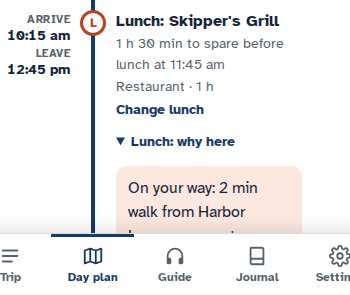 ARRIVE
10:15 am
LEAVE
12:45 pm
L
Lunch: Skipper's Grill
1 h 30 min to spare before
lunch at 11:45 am
Restaurant · 1 h
Change lunch
▼ Lunch: why here
On your way: 2 min
walk from Harbor
Trip
Day plan
Guide
Journal
Settin